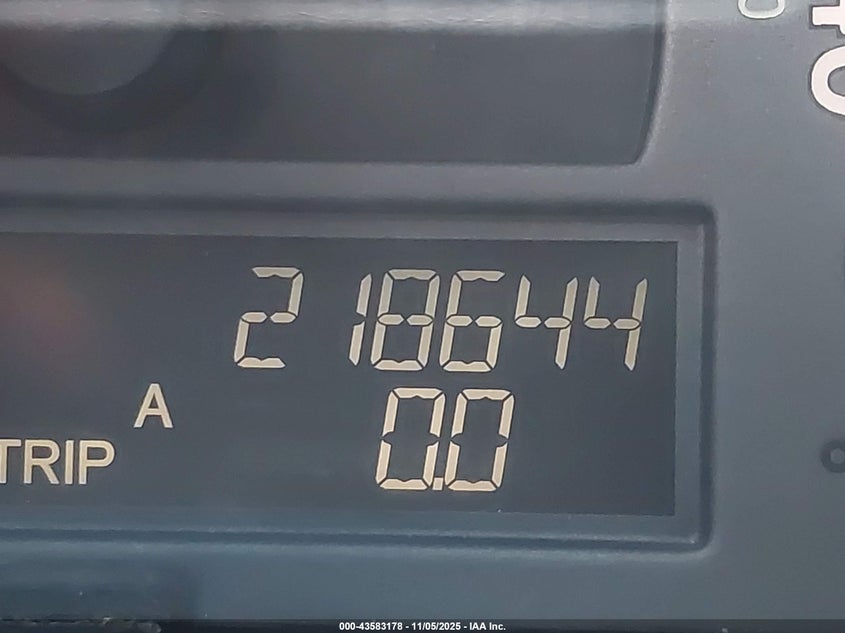 218644
A
0.0
TRIP
000-43583178 - 11/05/2025 - IAA Inc.